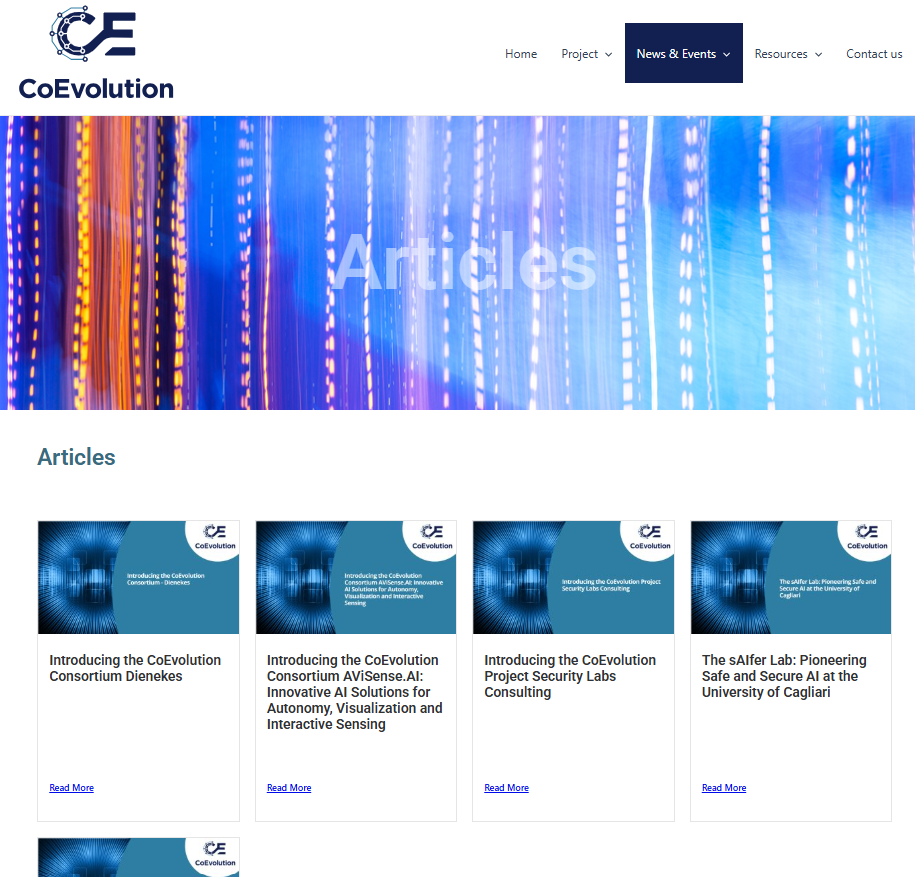 CoEvolution
Home
Project
News & Events
Resources
Contact us
Articles
Articles
CoEvolution
Introducing the CoEvolution
Consortium - Dienekes
CoEvolution
Introducing the CoEvolution
Consortium AViSense.AI: Innovative
AI Solutions for Autonomy,
Visualization and Interactive
Sensing
CoEvolution
Introducing the CoEvolution Project
Security Labs Consulting
CoEvolution
The sAIfer Lab: Pioneering Safe and
Secure AI at the University of
Cagliari
Introducing the CoEvolution
Consortium Dienekes
Read More
Introducing the CoEvolution
Consortium AViSense.AI:
Innovative AI Solutions for
Autonomy, Visualization and
Interactive Sensing
Read More
Introducing the CoEvolution
Project Security Labs
Consulting
Read More
The sAIfer Lab: Pioneering
Safe and Secure AI at the
University of Cagliari
Read More
CoEvolution